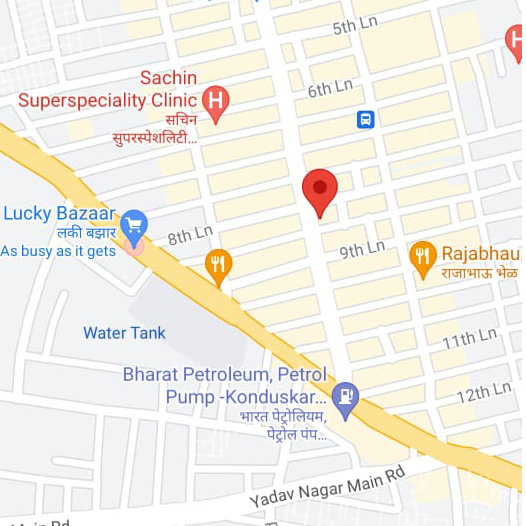 5th Ln
Sachin
Superspeciality Clinic
सचिन
सुपरस्पेशलिटी...
H
H
6th Ln
Lucky Bazaar
लकी बझार
As busy as it gets
8th Ln
9th Ln
Rajabhau
राजाभाऊ भेळ
Water Tank
11th Ln
Bharat Petroleum, Petrol
Pump -Konduskar...
भारत पेट्रोलियम,
पेट्रोल पंप...
12th Ln
Yadav Nagar Main Rd
Main Rd